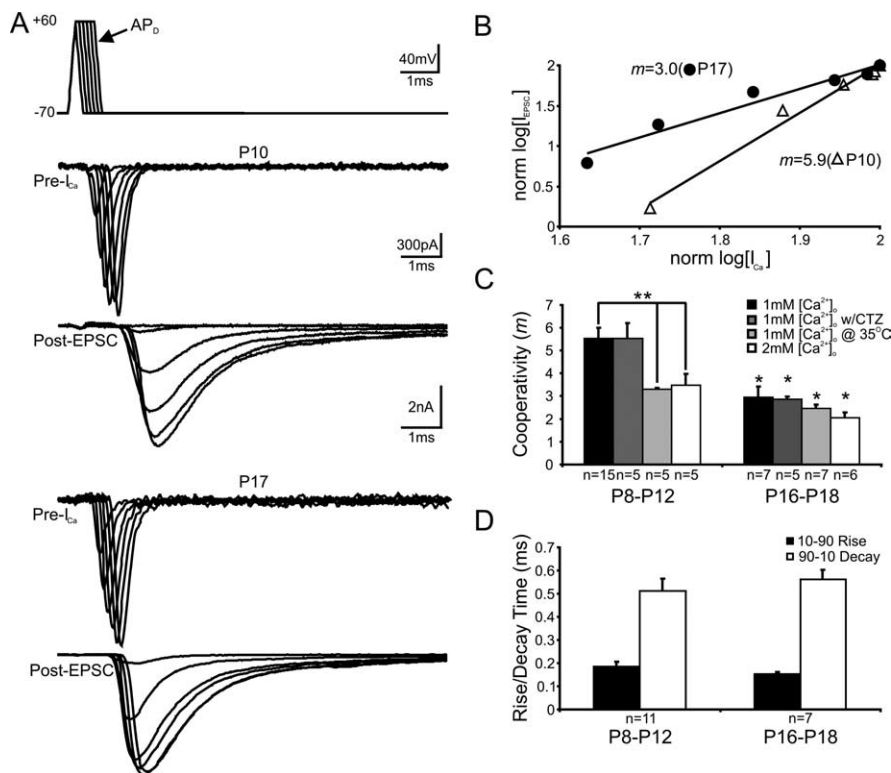 A
+60
AP_D
40mV
1ms
-70
P10
Pre-I_Ca
300pA
1ms
Post-EPSC
2nA
1ms
P17
Pre-I_Ca
Post-EPSC
B
norm log[I_EPSC]
2
1.5
1
0.5
0
m=3.0(●P17)
m=5.9(△P10)
1.6
1.7
1.8
1.9
2
norm log[I_Ca]
C
Cooperativity (m)
7
6
5
4
3
2
1
0
**
1mM [Ca²⁺]ₒ
1mM [Ca²⁺]ₒ w/CTZ
1mM [Ca²⁺]ₒ @ 35°C
2mM [Ca²⁺]ₒ
* * * *
n=15 n=5 n=5 n=5
n=7 n=5 n=7 n=6
P8-P12
P16-P18
D
Rise/Decay Time (ms)
0.7
0.6
0.5
0.4
0.3
0.2
0.1
0
10-90 Rise
90-10 Decay
n=11
n=7
P8-P12
P16-P18